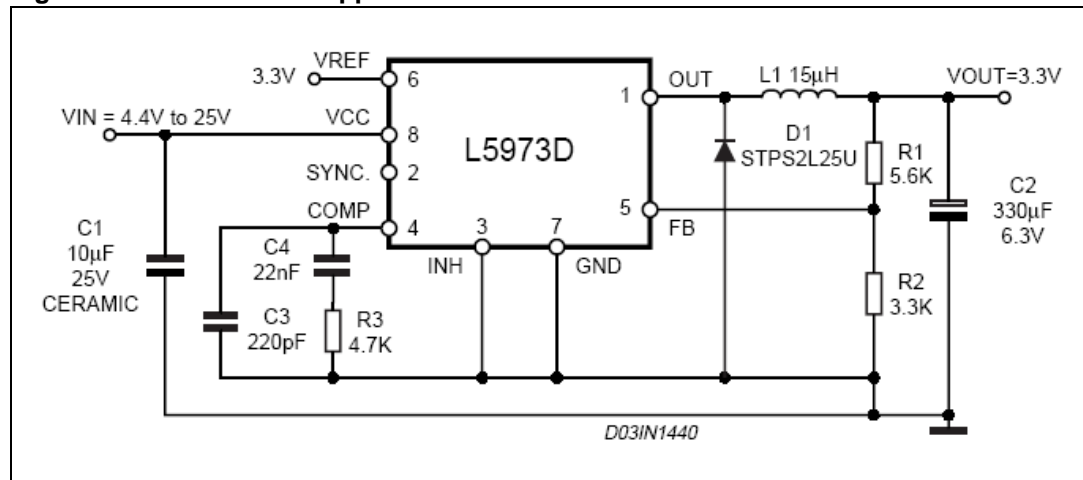 VREF
3.3V
6
1
OUT
L1 15µH
VOUT=3.3V
VIN = 4.4V to 25V
VCC
8
L5973D
D1
STPS2L25U
R1
5.6K
SYNC.
2
C2
330µF
6.3V
COMP
4
3
7
5
FB
C1
10µF
25V
CERAMIC
C4
22nF
INH
GND
R2
3.3K
C3
220pF
R3
4.7K
D03IN1440